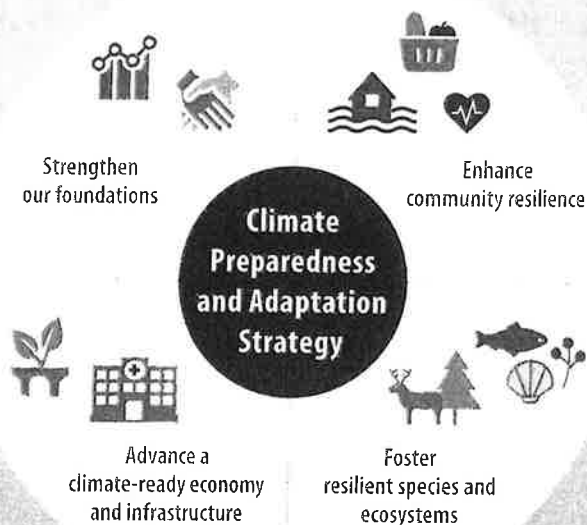 Strengthen
our foundations
Enhance
community resilience
Climate
Preparedness
and Adaptation
Strategy
Advance a
climate-ready economy
and infrastructure
Foster
resilient species and
ecosystems